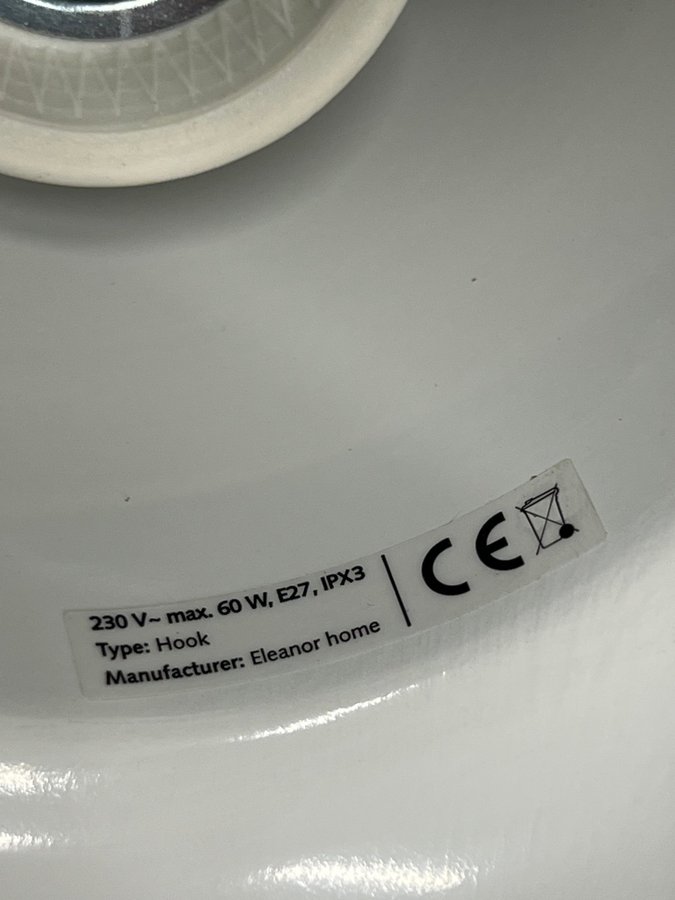 230 V~ max. 60 W, E27, IPX3
Type: Hook
Manufacturer: Eleanor home
CE